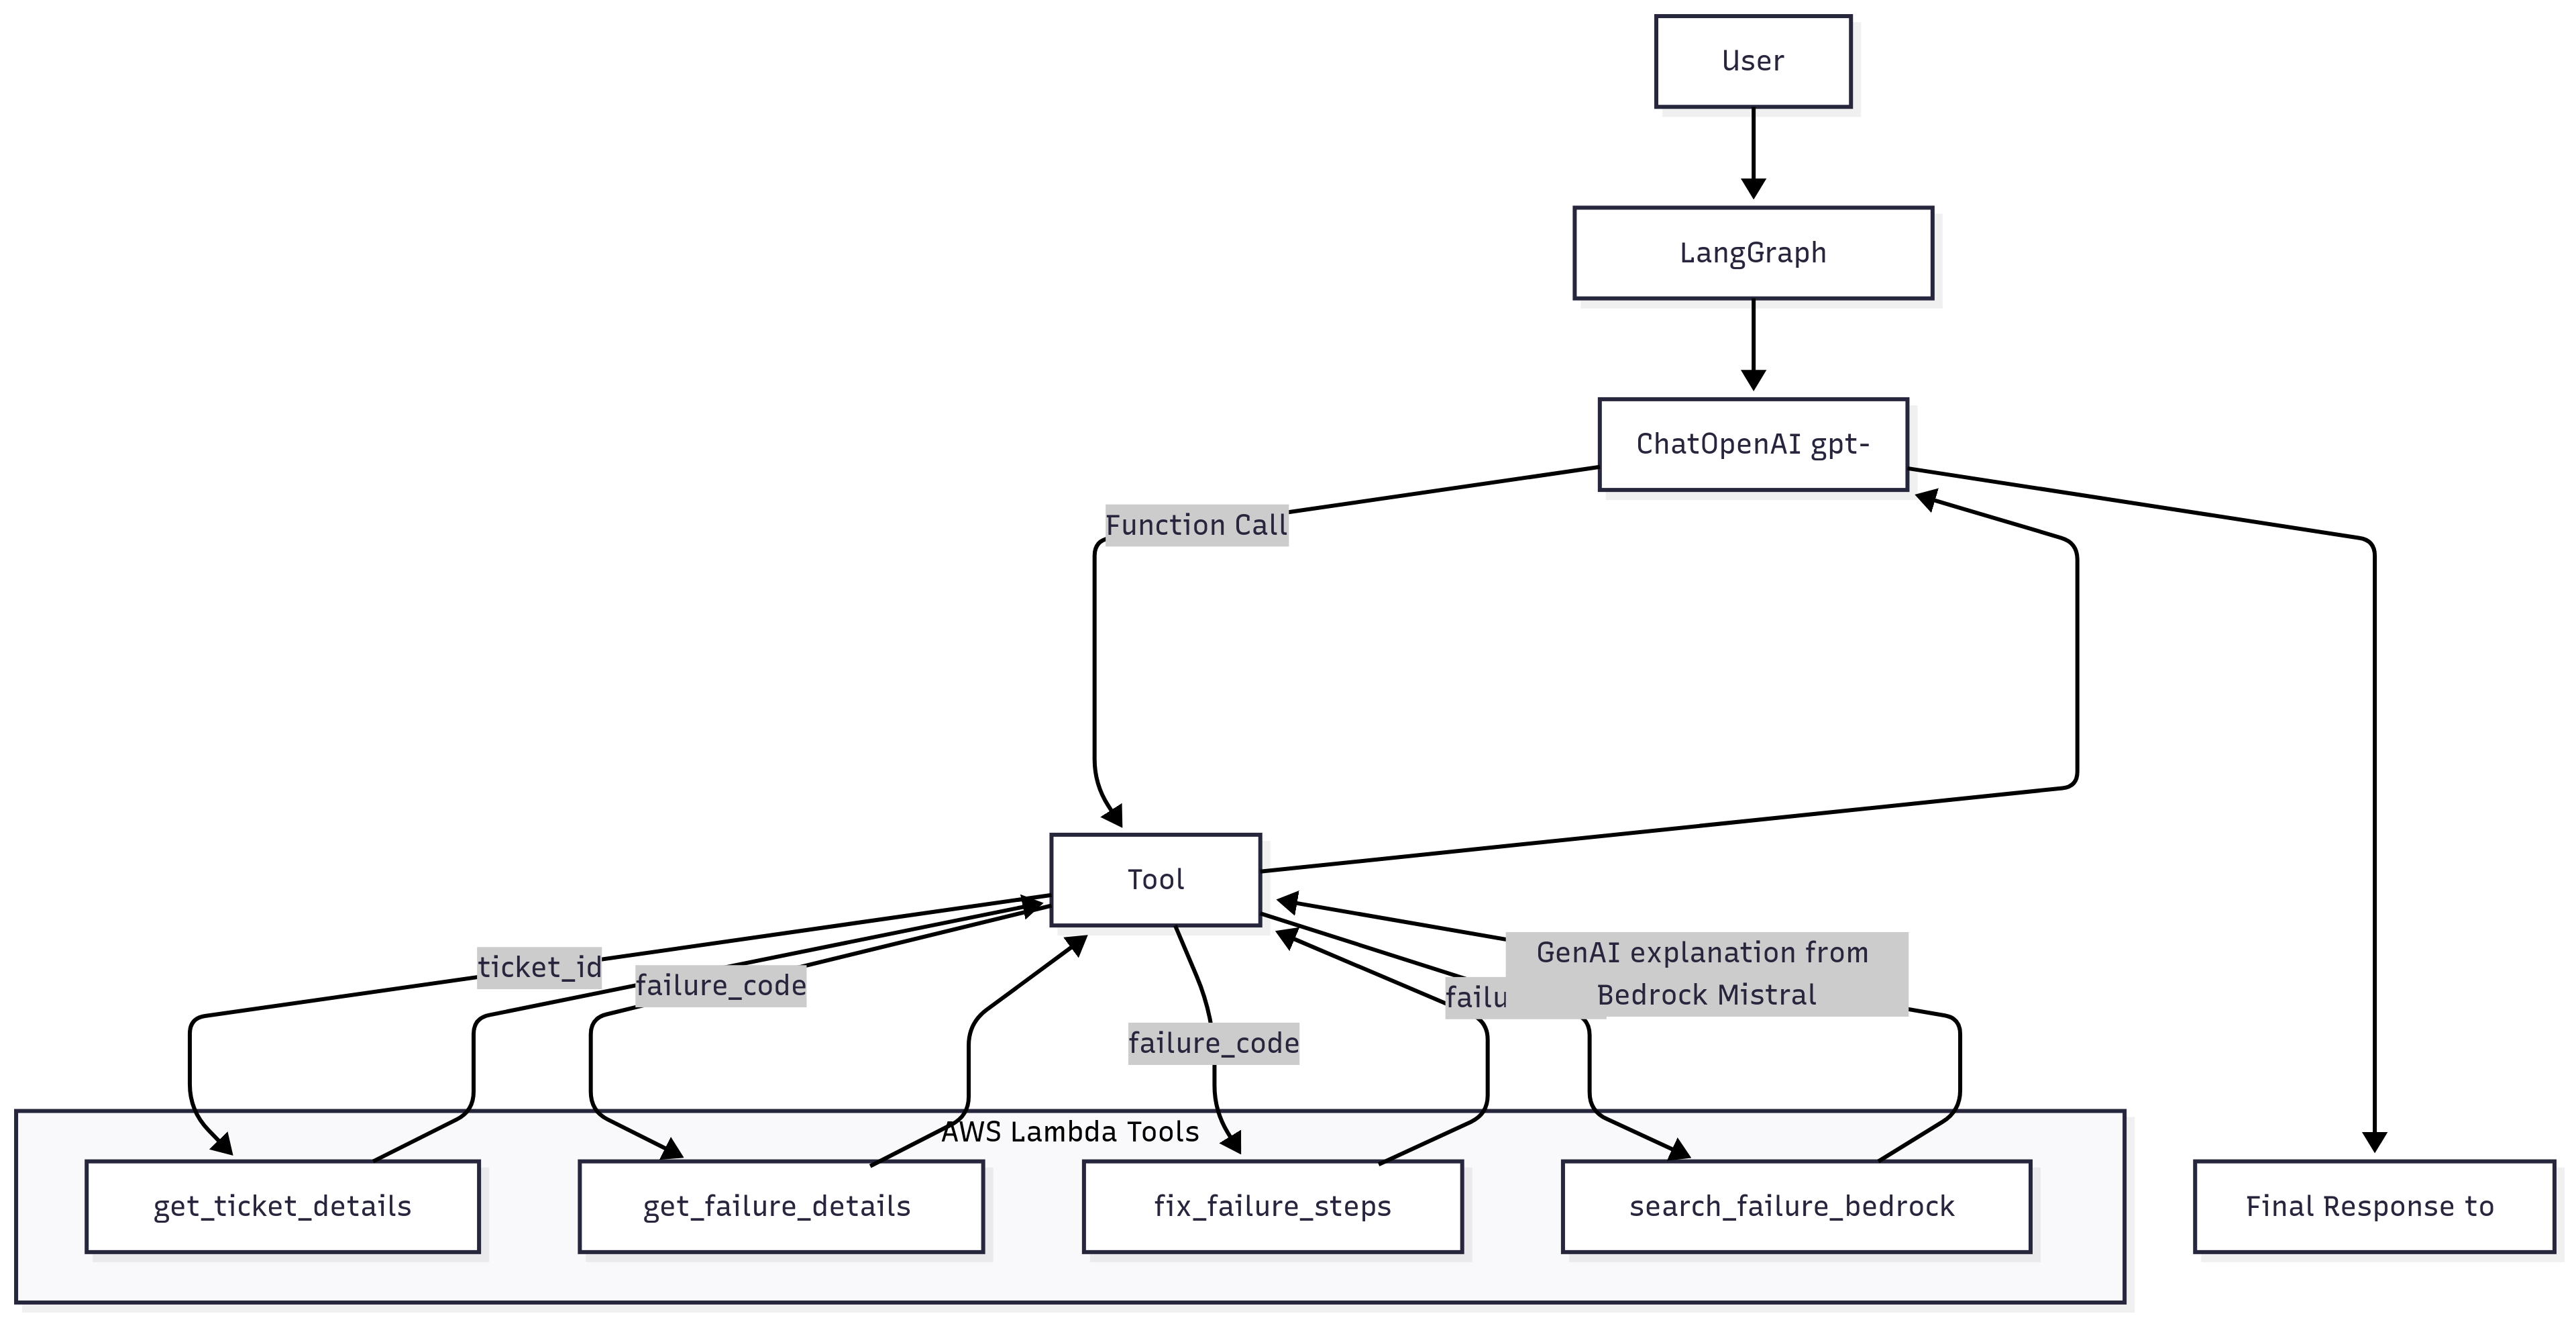 User
LangGraph
ChatOpenAI gpt-
Function Call
Tool
ticket_id
failure_code
GenAI explanation from
Bedrock Mistral
failu
failure_code
AWS Lambda Tools
get_ticket_details
get_failure_details
fix_failure_steps
search_failure_bedrock
Final Response to